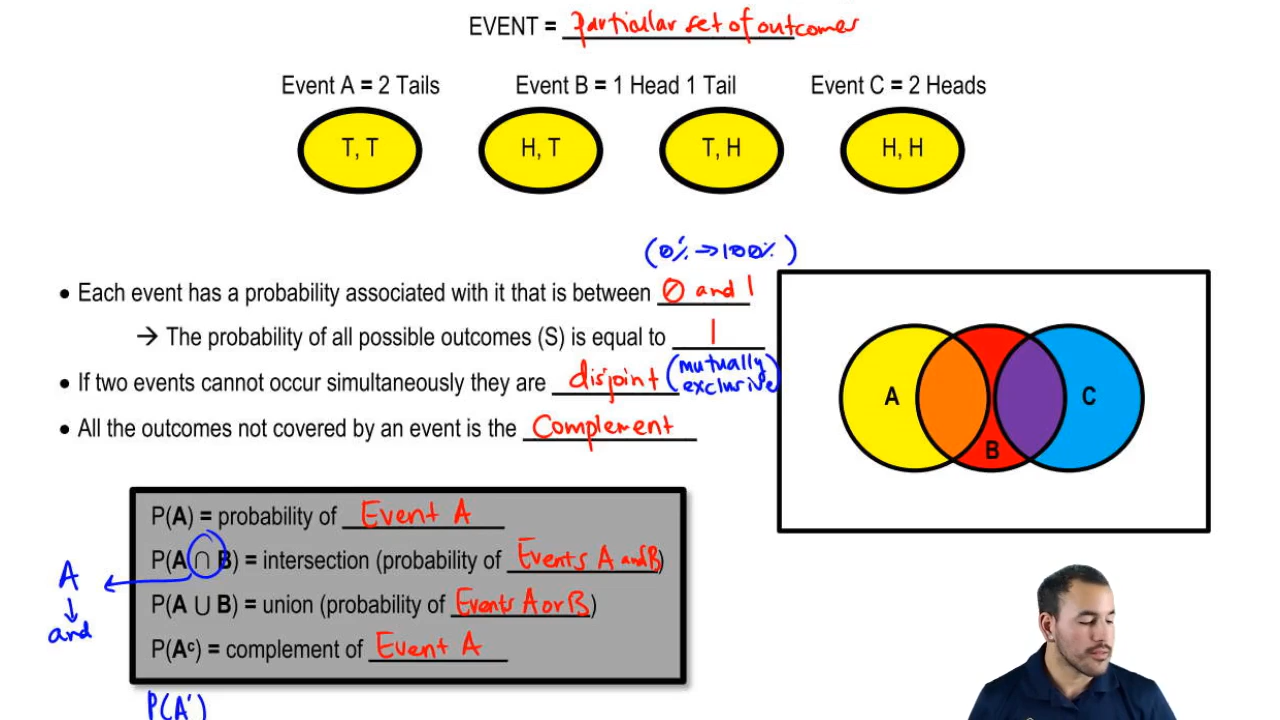 EVENT = Particular set of outcomes
Event A = 2 Tails Event B = 1 Head 1 Tail Event C = 2 Heads
T, T H, T T, H H, H
(0% → 100%)
• Each event has a probability associated with it that is between 0 and 1
→ The probability of all possible outcomes (S) is equal to 1
• If two events cannot occur simultaneously they are disjoint (mutually exclusive)
• All the outcomes not covered by an event is the Complement
A B C
P(A) = probability of Event A
P(A ∩ B) = intersection (probability of Events A and B)
P(A ∪ B) = union (probability of Events A or B)
P(Aᶜ) = complement of Event A
A
↓
and
P(A')